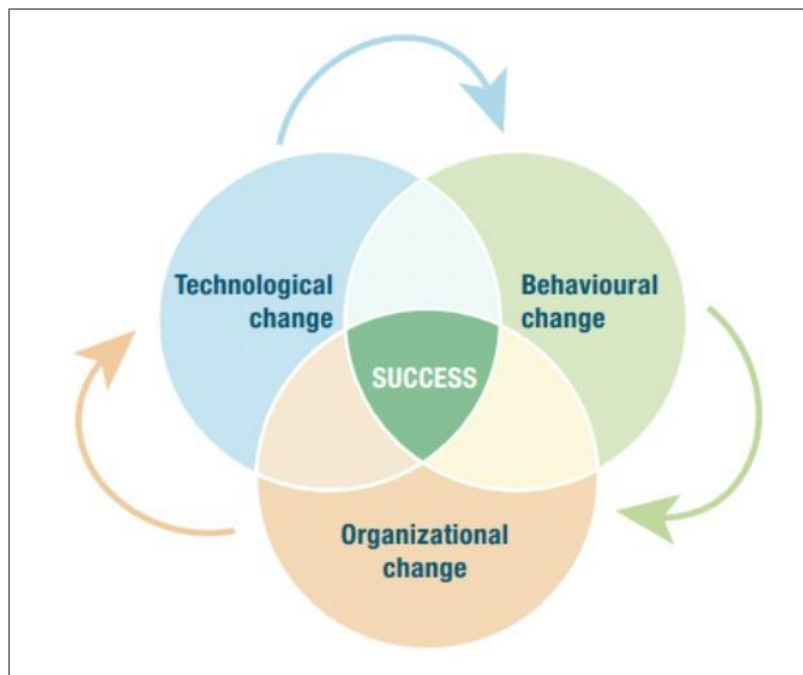 Technological
change
Behavioural
change
SUCCESS
Organizational
change